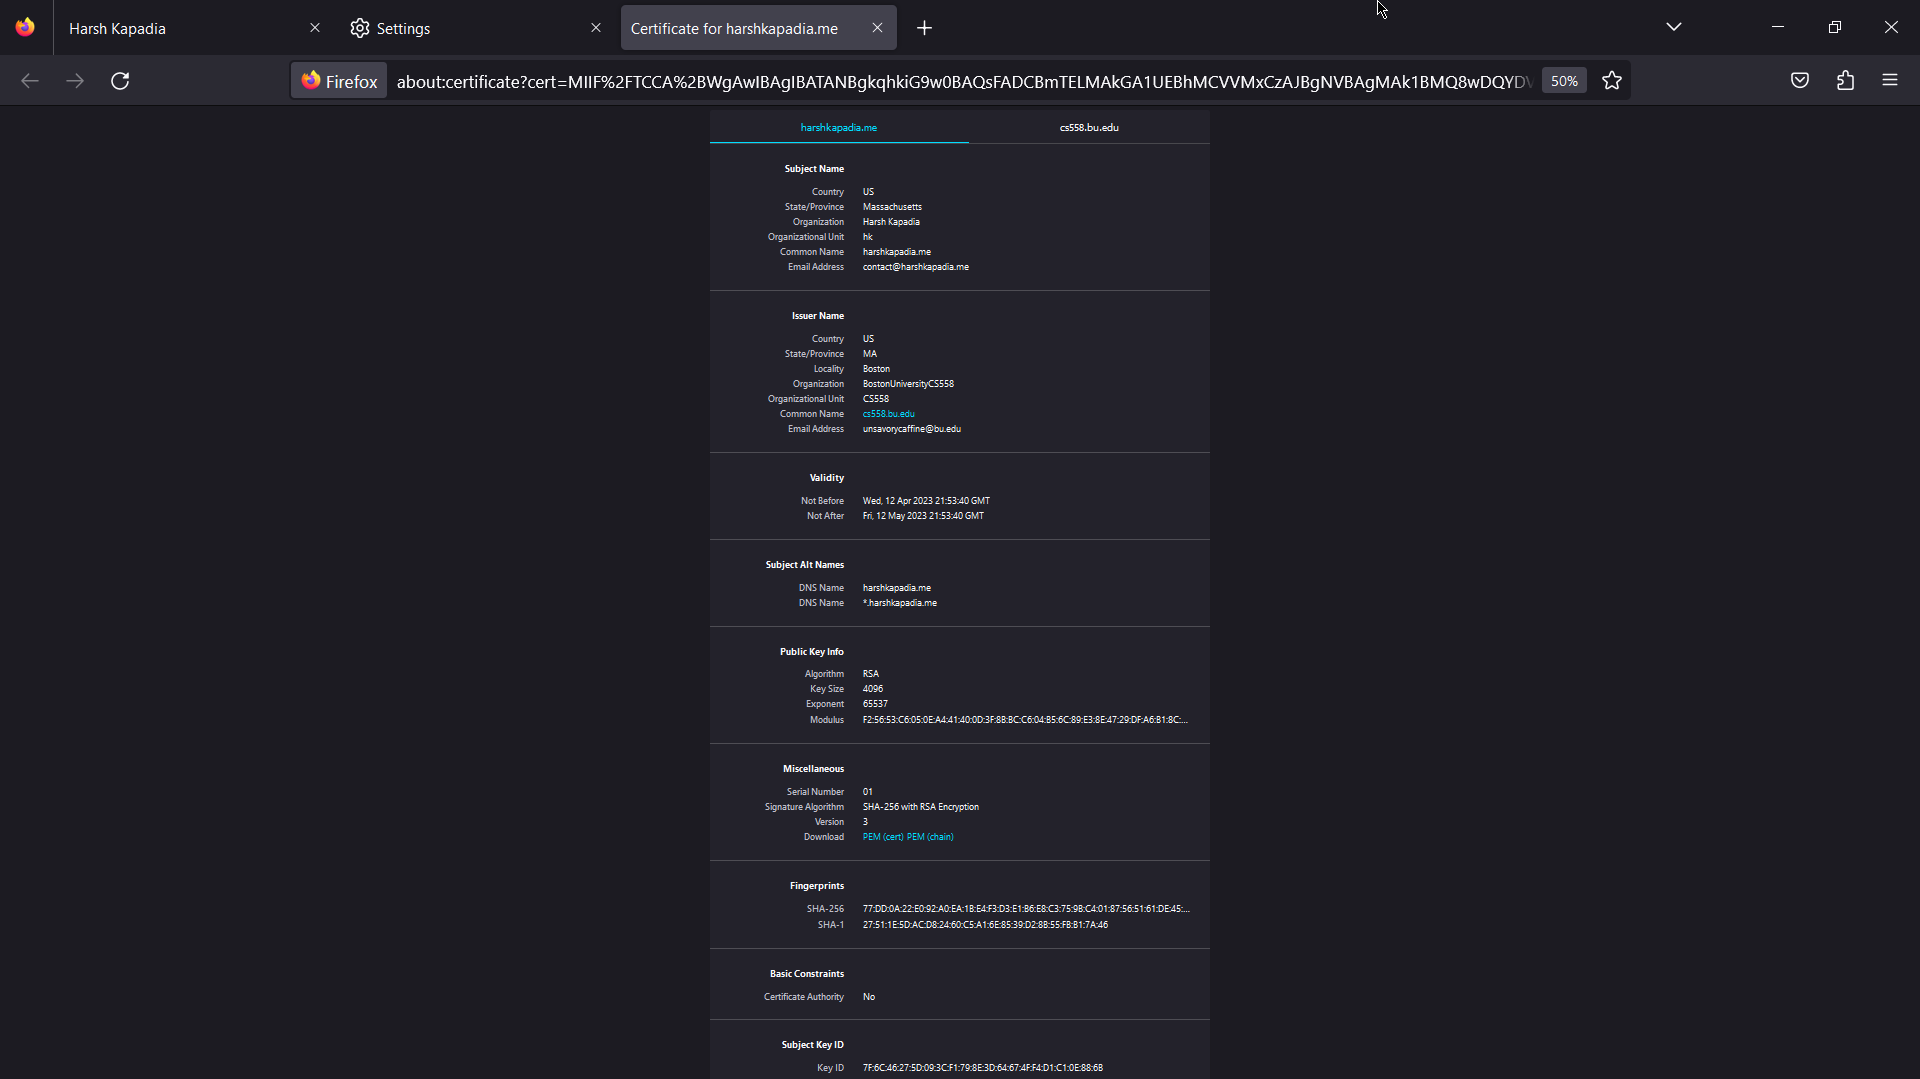 Harsh Kapadia
Settings
Certificate for harshkapadia.me
Firefox
about:certificate?cert=MIIF%2FTCCA%2BWgAwIBAgIBATANBgkqhkiG9w0BAQsFADCBmTELMAkGA1UEBhMCVVMxCzAJBgNVBAgMAk1BMQ8wDQYDV
50%
harshkapadia.me
cs558.bu.edu
Subject Name
Country US
State/Province Massachusetts
Organization Harsh Kapadia
Organizational Unit hk
Common Name harshkapadia.me
Email Address contact@harshkapadia.me
Issuer Name
Country US
State/Province MA
Locality Boston
Organization BostonUniversityCS558
Organizational Unit CS558
Common Name cs558.bu.edu
Email Address unsavorycaffine@bu.edu
Validity
Not Before Wed, 12 Apr 2023 21:53:40 GMT
Not After Fri, 12 May 2023 21:53:40 GMT
Subject Alt Names
DNS Name harshkapadia.me
DNS Name *.harshkapadia.me
Public Key Info
Algorithm RSA
Key Size 4096
Exponent 65537
Modulus F2:56:53:C6:05:0E:A4:41:40:0D:3F:8B:BC:C6:04:B5:6C:89:E3:8E:47:29:DF:A6:B1:8C:...
Miscellaneous
Serial Number 01
Signature Algorithm SHA-256 with RSA Encryption
Version 3
Download PEM (cert) PEM (chain)
Fingerprints
SHA-256 77:DD:0A:22:E0:92:A0:EA:1B:E4:F3:D3:E1:B6:E8:C3:75:9B:C4:01:87:56:51:61:DE:45:...
SHA-1 27:51:1E:5D:AC:D8:24:60:C5:A1:6E:85:39:D2:8B:55:FB:B1:7A:46
Basic Constraints
Certificate Authority No
Subject Key ID
Key ID 7F:6C:46:27:5D:09:3C:F1:79:8E:3D:64:67:4F:F4:D1:C1:0E:88:6B